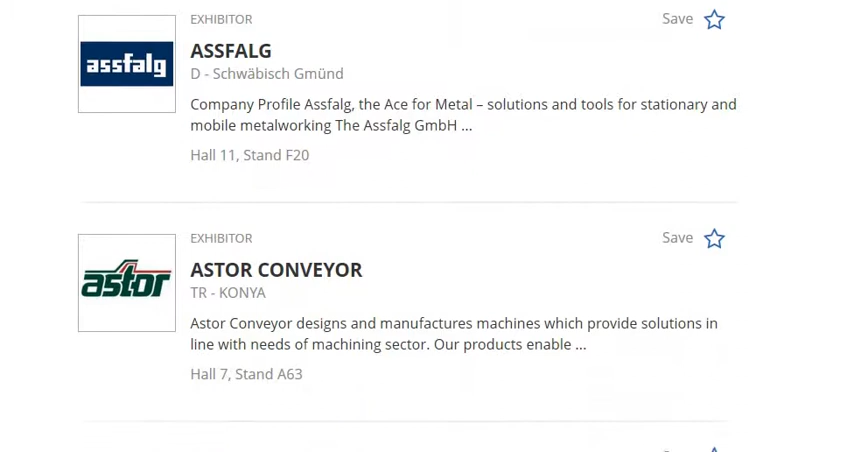 EXHIBITOR
Save
assfalg
ASSFALG
D - Schwäbisch Gmünd
Company Profile Assfalg, the Ace for Metal – solutions and tools for stationary and
mobile metalworking The Assfalg GmbH ...
Hall 11, Stand F20
EXHIBITOR
Save
astor
ASTOR CONVEYOR
TR - KONYA
Astor Conveyor designs and manufactures machines which provide solutions in
line with needs of machining sector. Our products enable ...
Hall 7, Stand A63